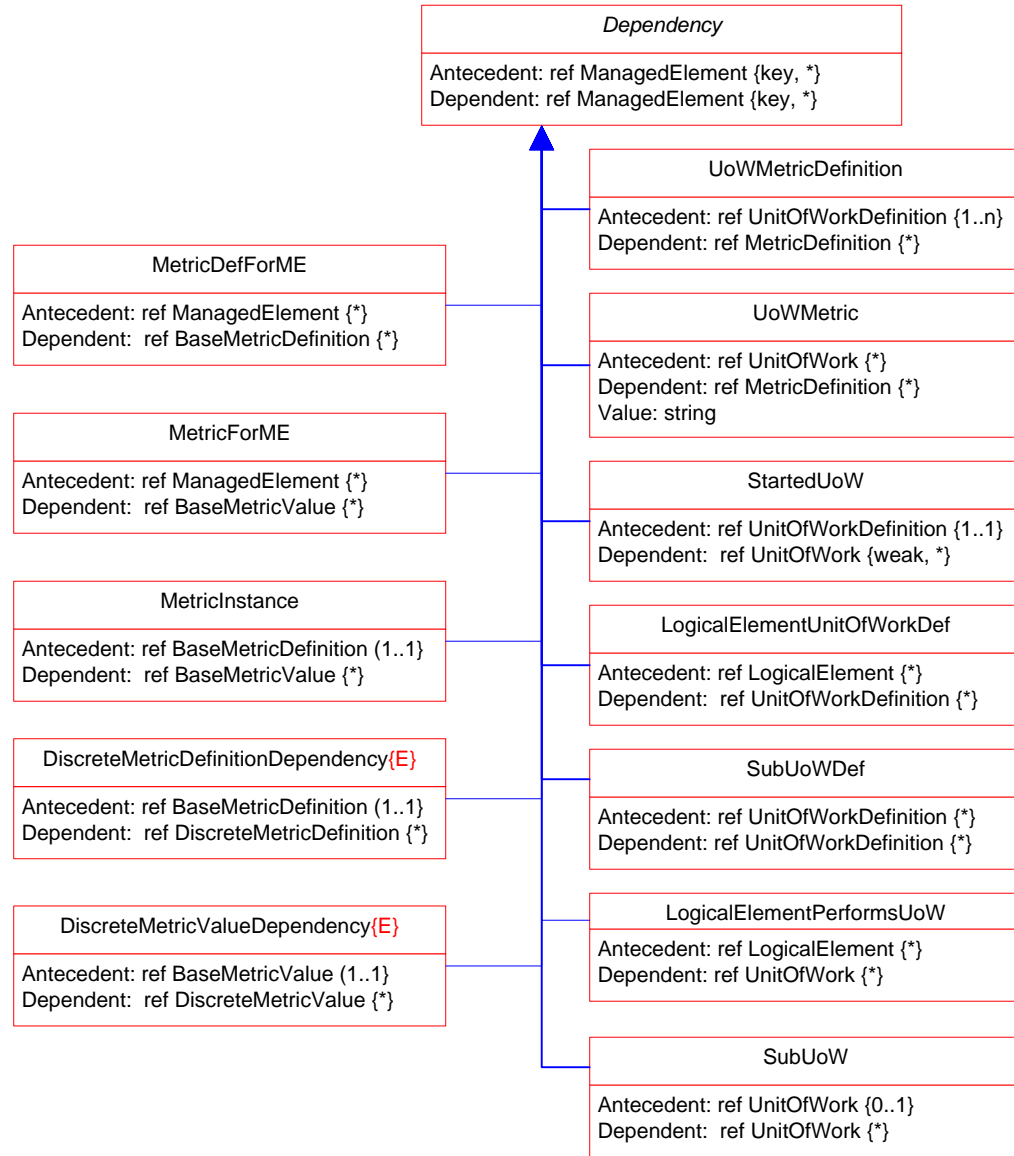 Dependency
Antecedent: ref ManagedElement {key, *}
Dependent: ref ManagedElement {key, *}
MetricDefForME
Antecedent: ref ManagedElement {*}
Dependent: ref BaseMetricDefinition {*}
MetricForME
Antecedent: ref ManagedElement {*}
Dependent: ref BaseMetricValue {*}
MetricInstance
Antecedent: ref BaseMetricDefinition (1..1}
Dependent: ref BaseMetricValue {*}
DiscreteMetricDefinitionDependency{E}
Antecedent: ref BaseMetricDefinition (1..1}
Dependent: ref DiscreteMetricDefinition {*}
DiscreteMetricValueDependency{E}
Antecedent: ref BaseMetricValue (1..1}
Dependent: ref DiscreteMetricValue {*}
UoWMetricDefinition
Antecedent: ref UnitOfWorkDefinition {1..n}
Dependent: ref MetricDefinition {*}
UoWMetric
Antecedent: ref UnitOfWork {*}
Dependent: ref MetricDefinition {*}
Value: string
StartedUoW
Antecedent: ref UnitOfWorkDefinition {1..1}
Dependent: ref UnitOfWork {weak, *}
LogicalElementUnitOfWorkDef
Antecedent: ref LogicalElement {*}
Dependent: ref UnitOfWorkDefinition {*}
SubUoWDef
Antecedent: ref UnitOfWorkDefinition {*}
Dependent: ref UnitOfWorkDefinition {*}
LogicalElementPerformsUoW
Antecedent: ref LogicalElement {*}
Dependent: ref UnitOfWork {*}
SubUoW
Antecedent: ref UnitOfWork {0..1}
Dependent: ref UnitOfWork {*}